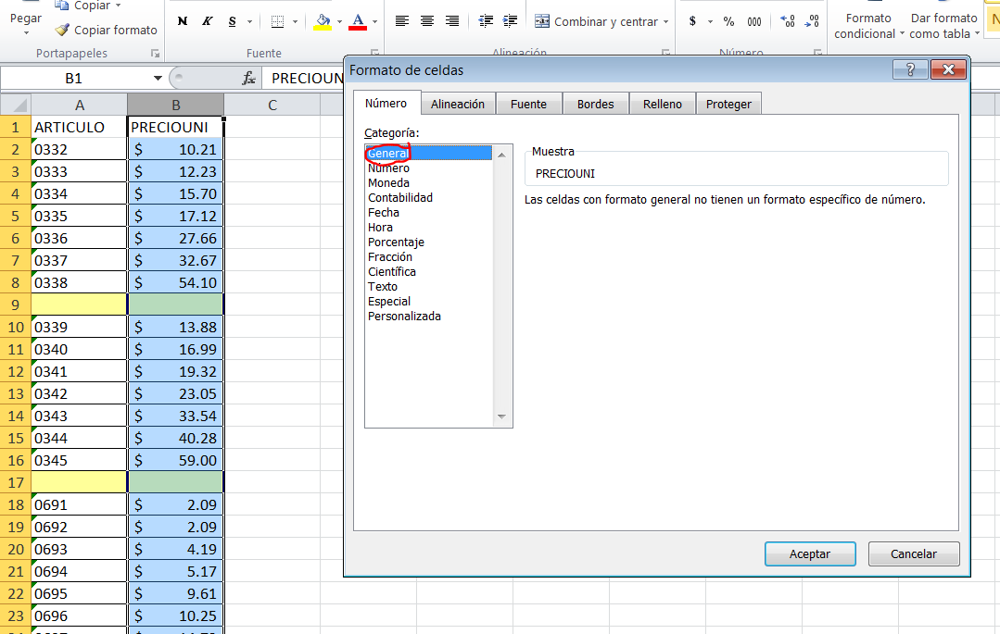 Pegar
Copiar
Copiar formato
Portapapeles
N K S
Fuente
A
Alineación
Combinar y centrar
$ % 000
Número
Formato
condicional
Dar formato
como tabla
N
B1
fx PRECIOUN
A B C
1 ARTICULO PRECIOUNI
2 0332 $ 10.21
3 0333 $ 12.23
4 0334 $ 15.70
5 0335 $ 17.12
6 0336 $ 27.66
7 0337 $ 32.67
8 0338 $ 54.10
9
10 0339 $ 13.88
11 0340 $ 16.99
12 0341 $ 19.32
13 0342 $ 23.05
14 0343 $ 33.54
15 0344 $ 40.28
16 0345 $ 59.00
17
18 0691 $ 2.09
19 0692 $ 2.09
20 0693 $ 4.19
21 0694 $ 5.17
22 0695 $ 9.61
23 0696 $ 10.25
Formato de celdas
Número Alineación Fuente Bordes Relleno Proteger
Categoría:
General
Número
Moneda
Contabilidad
Fecha
Hora
Porcentaje
Fracción
Científica
Texto
Especial
Personalizada
Muestra
PRECIOUNI
Las celdas con formato general no tienen un formato específico de número.
Aceptar Cancelar